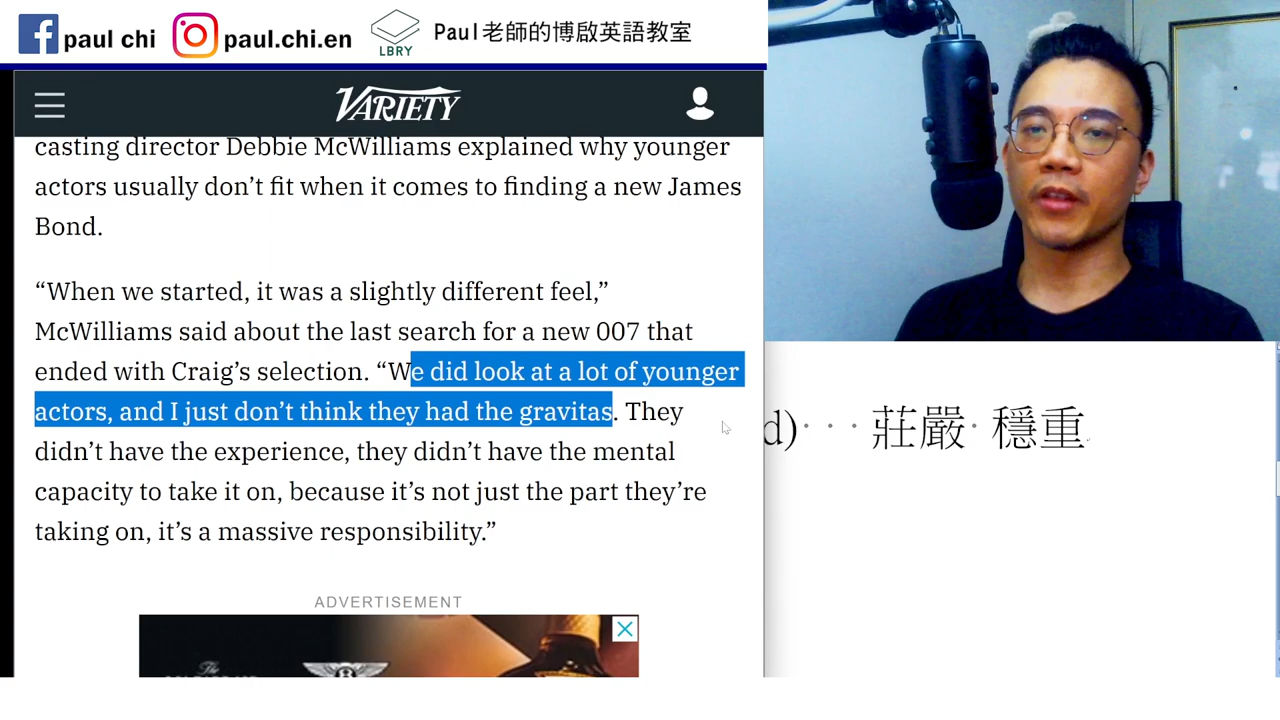 paul chi
paul.chi.en
LBRY
Paul老師的博啟英語教室
VARIETY
casting director Debbie McWilliams explained why younger
actors usually don’t fit when it comes to finding a new James
Bond.
“When we started, it was a slightly different feel,”
McWilliams said about the last search for a new 007 that
ended with Craig’s selection. “We did look at a lot of younger
actors, and I just don’t think they had the gravitas. They
didn’t have the experience, they didn’t have the mental
capacity to take it on, because it’s not just the part they’re
taking on, it’s a massive responsibility.”
d)··· 莊嚴·穩重
ADVERTISEMENT
The